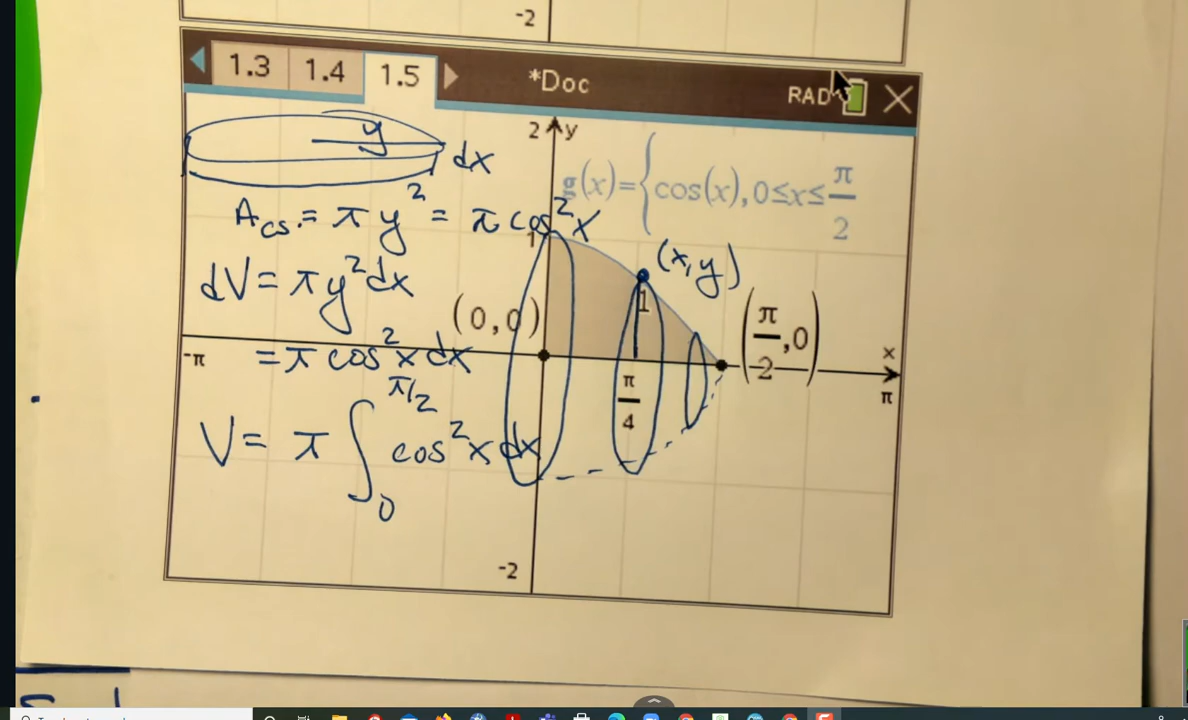 -2
1.3 1.4 1.5 *Doc RAD
2 y
y dx
g(x)={cos(x), 0≤x≤π/2
A_cs. = πy² = π cos²x
1
(x,y)
dV = πy²dx
(0,0)
1
(π/2,0)
-π
= π cos²x dx
x
π
π/4
V = π ∫₀^(π/2) cos²x dx
-2